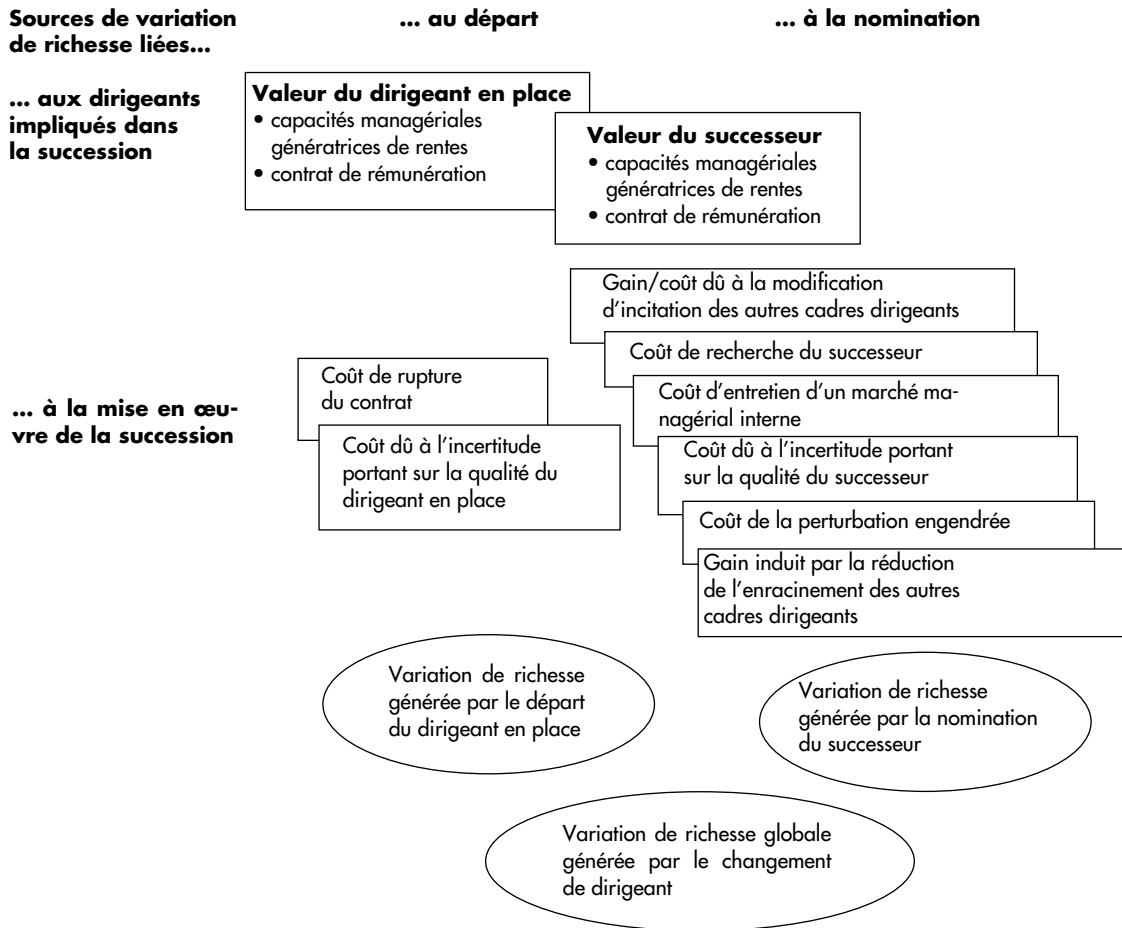 Sources de variation
de richesse liées...
... au départ
... à la nomination
... aux dirigeants
impliqués dans
la succession
Valeur du dirigeant en place
• capacités managériales
génératrices de rentes
• contrat de rémunération
Valeur du successeur
• capacités managériales
génératrices de rentes
• contrat de rémunération
... à la mise en œu-
vre de la succession
Coût de rupture
du contrat
Coût dû à l'incertitude
portant sur la qualité du
dirigeant en place
Gain/coût dû à la modification
d'incitation des autres cadres dirigeants
Coût de recherche du successeur
Coût d'entretien d'un marché ma-
nagérial interne
Coût dû à l'incertitude portant
sur la qualité du successeur
Coût de la perturbation engendrée
Gain induit par la réduction
de l'enracinement des autres
cadres dirigeants
Variation de richesse
générée par le départ
du dirigeant en place
Variation de richesse
générée par la nomination
du successeur
Variation de richesse globale
générée par le changement
de dirigeant